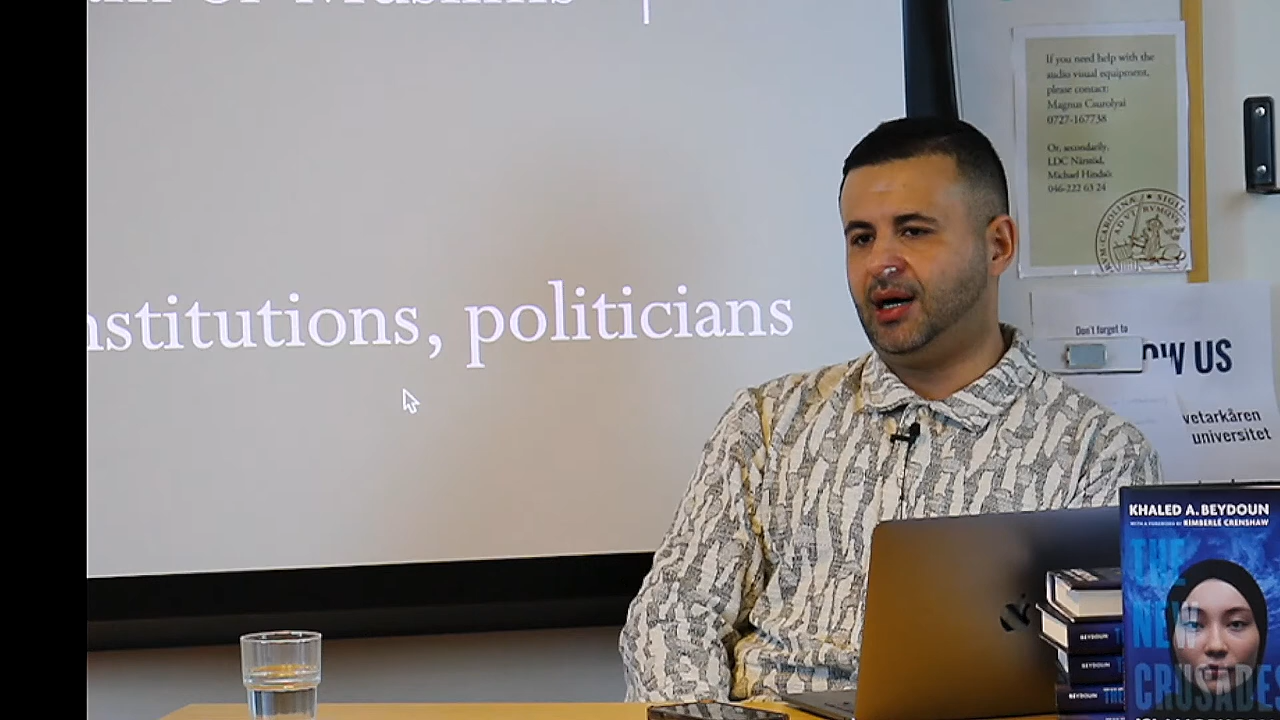 nstitutions, politicians
If you need help with the
audio visual equipment,
please contact:
Magnus Csurolyai
0727-167738
Or, secondarily,
LDC Närstöd,
046-222 63 24
Don't forget to
OW US
vetarkåren
universitet
KHALED A. BEYDOUN
WITH A FOREWORD BY KIMBERLÉ CRENSHAW
THE
NEW
CRUSADES
BEYDOUN
BEYDOUN
BEYDOUN THE